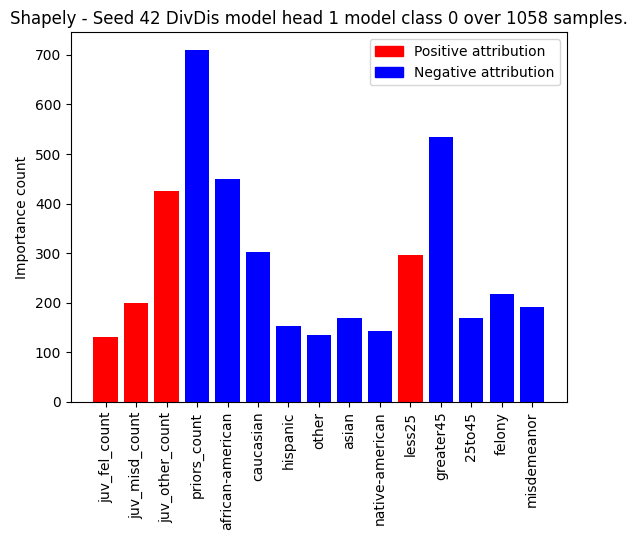 Shapely - Seed 42 DivDis model head 1 model class 0 over 1058 samples.
Positive attribution
Negative attribution
Importance count
700
600
500
400
300
200
100
0
juv_fel_count
juv_misd_count
juv_other_count
priors_count
african-american
caucasian
hispanic
other
asian
native-american
less25
greater45
25to45
felony
misdemeanor